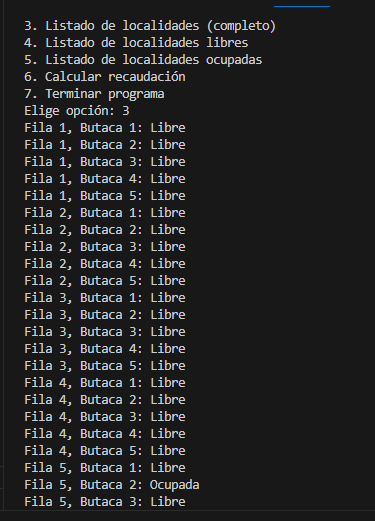 3. Listado de localidades (completo)
4. Listado de localidades libres
5. Listado de localidades ocupadas
6. Calcular recaudación
7. Terminar programa
Elige opción: 3
Fila 1, Butaca 1: Libre
Fila 1, Butaca 2: Libre
Fila 1, Butaca 3: Libre
Fila 1, Butaca 4: Libre
Fila 1, Butaca 5: Libre
Fila 2, Butaca 1: Libre
Fila 2, Butaca 2: Libre
Fila 2, Butaca 3: Libre
Fila 2, Butaca 4: Libre
Fila 2, Butaca 5: Libre
Fila 3, Butaca 1: Libre
Fila 3, Butaca 2: Libre
Fila 3, Butaca 3: Libre
Fila 3, Butaca 4: Libre
Fila 3, Butaca 5: Libre
Fila 4, Butaca 1: Libre
Fila 4, Butaca 2: Libre
Fila 4, Butaca 3: Libre
Fila 4, Butaca 4: Libre
Fila 4, Butaca 5: Libre
Fila 5, Butaca 1: Libre
Fila 5, Butaca 2: Ocupada
Fila 5, Butaca 3: Libre